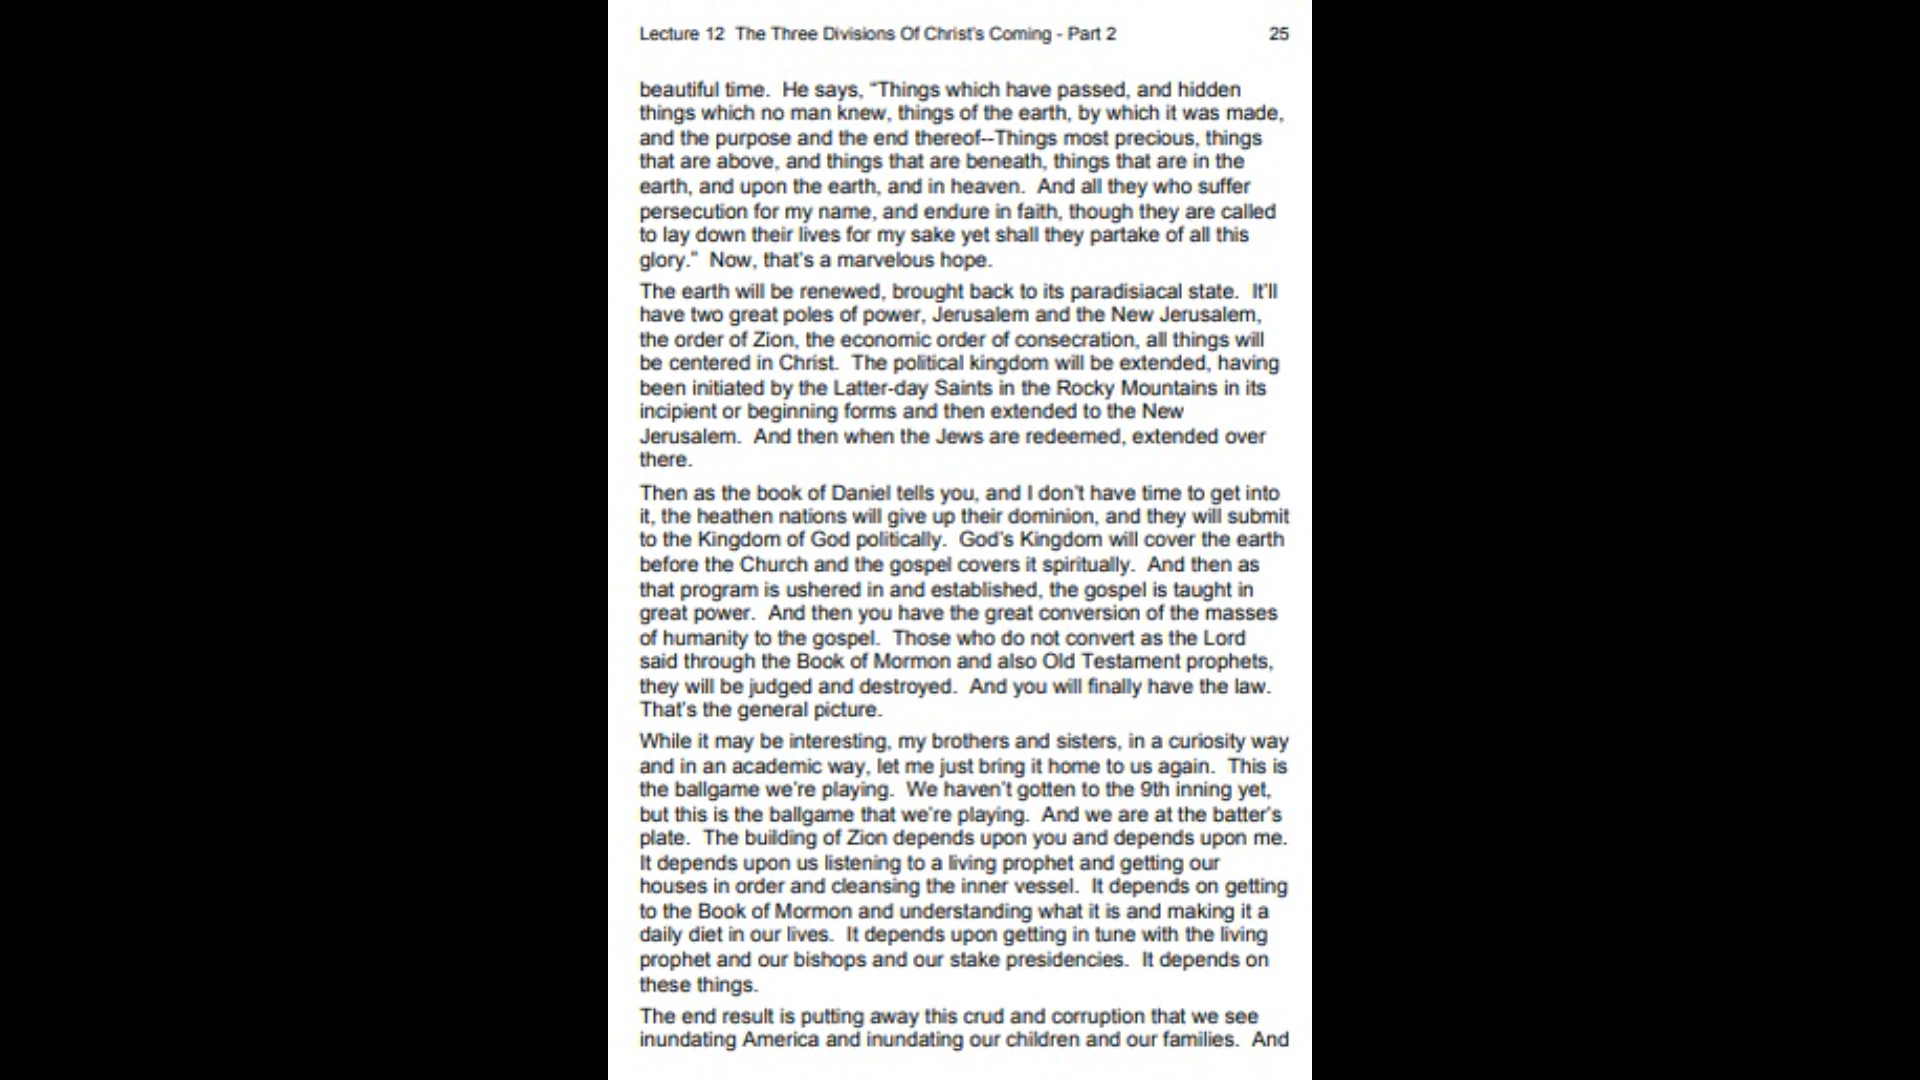 Lecture 12  The Three Divisions Of Christ's Coming - Part 2 25
beautiful time.  He says, “Things which have passed, and hidden
things which no man knew, things of the earth, by which it was made,
and the purpose and the end thereof--Things most precious, things
that are above, and things that are beneath, things that are in the
earth, and upon the earth, and in heaven.  And all they who suffer
persecution for my name, and endure in faith, though they are called
to lay down their lives for my sake yet shall they partake of all this
glory.”  Now, that's a marvelous hope.
The earth will be renewed, brought back to its paradisiacal state.  It'll
have two great poles of power, Jerusalem and the New Jerusalem,
the order of Zion, the economic order of consecration, all things will
be centered in Christ.  The political kingdom will be extended, having
been initiated by the Latter-day Saints in the Rocky Mountains in its
incipient or beginning forms and then extended to the New
Jerusalem.  And then when the Jews are redeemed, extended over
there.
Then as the book of Daniel tells you, and I don't have time to get into
it, the heathen nations will give up their dominion, and they will submit
to the Kingdom of God politically.  God's Kingdom will cover the earth
before the Church and the gospel covers it spiritually.  And then as
that program is ushered in and established, the gospel is taught in
great power.  And then you have the great conversion of the masses
of humanity to the gospel.  Those who do not convert as the Lord
said through the Book of Mormon and also Old Testament prophets,
they will be judged and destroyed.  And you will finally have the law.
That's the general picture.
While it may be interesting, my brothers and sisters, in a curiosity way
and in an academic way, let me just bring it home to us again.  This is
the ballgame we're playing.  We haven't gotten to the 9th inning yet,
but this is the ballgame that we're playing.  And we are at the batter's
plate.  The building of Zion depends upon you and depends upon me.
It depends upon us listening to a living prophet and getting our
houses in order and cleansing the inner vessel.  It depends on getting
to the Book of Mormon and understanding what it is and making it a
daily diet in our lives.  It depends upon getting in tune with the living
prophet and our bishops and our stake presidencies.  It depends on
these things.
The end result is putting away this crud and corruption that we see
inundating America and inundating our children and our families.  And